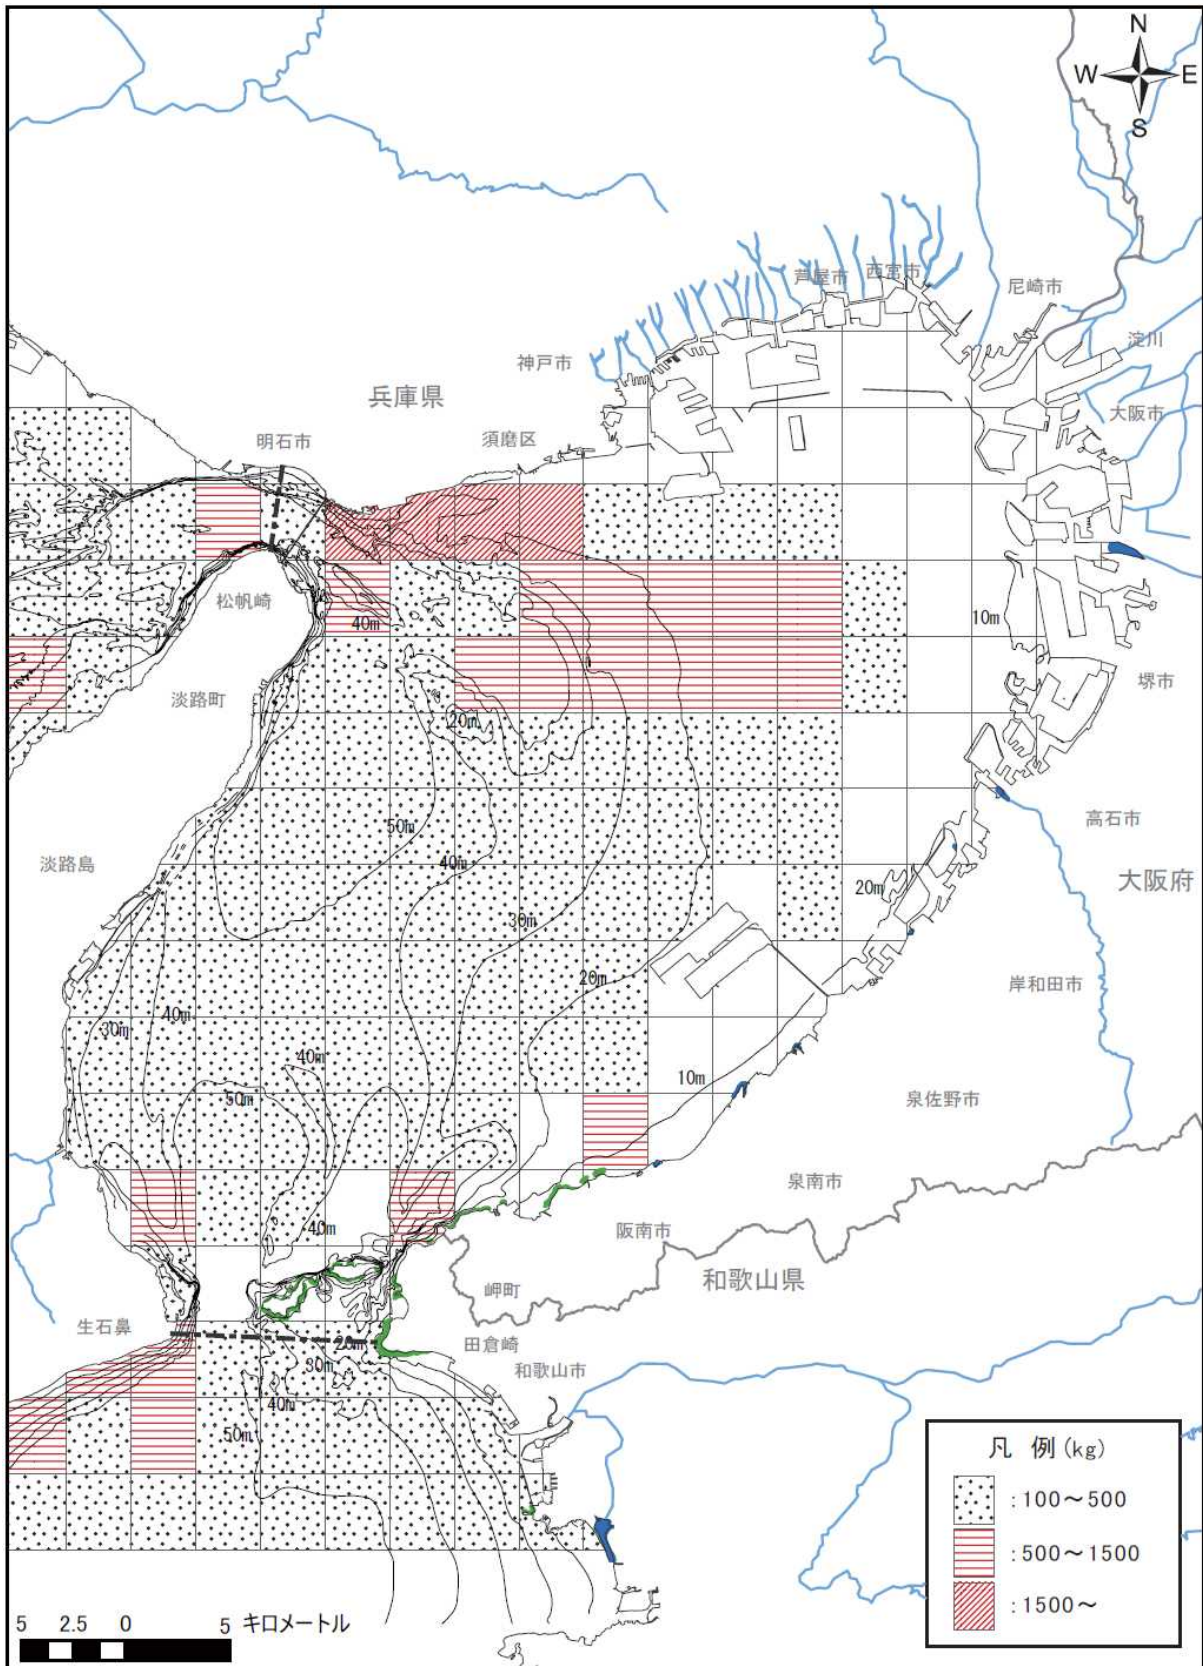 N
W E
S
芦屋市
西宮市
尼崎市
淀川
神戸市
兵庫県
大阪市
明石市
須磨区
松帆崎
40m
10m
淡路町
堺市
20m
50m
高石市
淡路島
40m
大阪府
20m
30m
20m
岸和田市
30m
40m
40m
10m
50m
泉佐野市
泉南市
40m
阪南市
和歌山県
岬町
生石鼻
20m
田倉崎
30m
和歌山市
40m
50m
凡 例(kg)
:100~500
:500~1500
:1500~
5 2.5 0 5 キロメートル